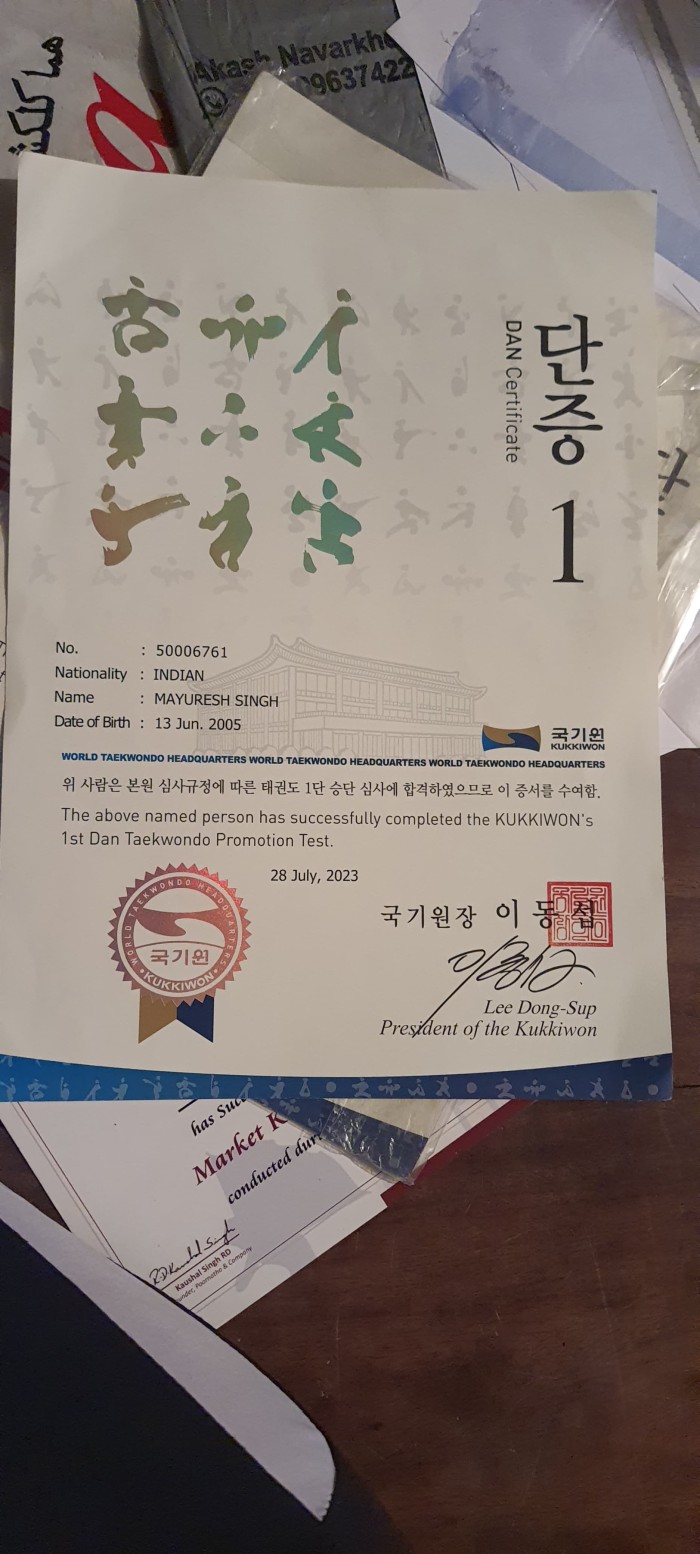 هناكلكتـ
Akash Navarkh
09637422
단증 1
DAN Certificate
No. : 50006761
Nationality : INDIAN
Name : MAYURESH SINGH
Date of Birth : 13 Jun. 2005
국기원
KUKKIWON
WORLD TAEKWONDO HEADQUARTERS WORLD TAEKWONDO HEADQUARTERS WORLD TAEKWONDO HEADQUARTERS
위 사람은 본원 심사규정에 따른 태권도 1단 승단 심사에 합격하였으므로 이 증서를 수여함.
The above named person has successfully completed the KUKKIWON's
1st Dan Taekwondo Promotion Test.
28 July, 2023
WORLD TAEKWONDO HEADQUARTERS
국기원
• KUKKIWON •
국기원장 이동섭
Lee Dong-Sup
President of the Kukkiwon
has Suc
Market K
conducted duri
Kaushal Singh RD